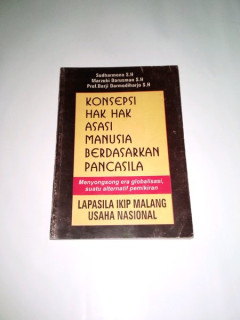 Sudharmono S.H
Marzuki Darusman S.H
Prof.Darji Darmodiharjo S.H
KONSEPSI
HAK HAK
ASASI
MANUSIA
BERDASARKAN
PANCASILA
Menyongsong era globalisasi,
suatu alternatif pemikiran
LAPASILA IKIP MALANG
USAHA NASIONAL